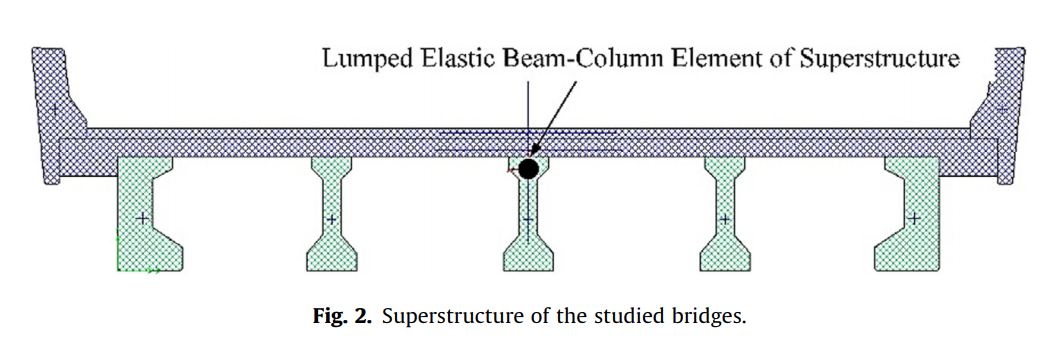 Lumped Elastic Beam-Column Element of Superstructure
Fig. 2. Superstructure of the studied bridges.